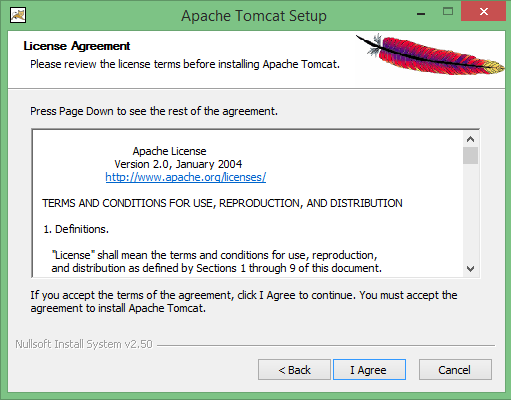 Apache Tomcat Setup
License Agreement
Please review the license terms before installing Apache Tomcat.
Press Page Down to see the rest of the agreement.
Apache License
Version 2.0, January 2004
http://www.apache.org/licenses/
TERMS AND CONDITIONS FOR USE, REPRODUCTION, AND DISTRIBUTION
1. Definitions.
"License" shall mean the terms and conditions for use, reproduction,
and distribution as defined by Sections 1 through 9 of this document.
If you accept the terms of the agreement, click I Agree to continue. You must accept the
agreement to install Apache Tomcat.
Nullsoft Install System v2.50
< Back
I Agree
Cancel